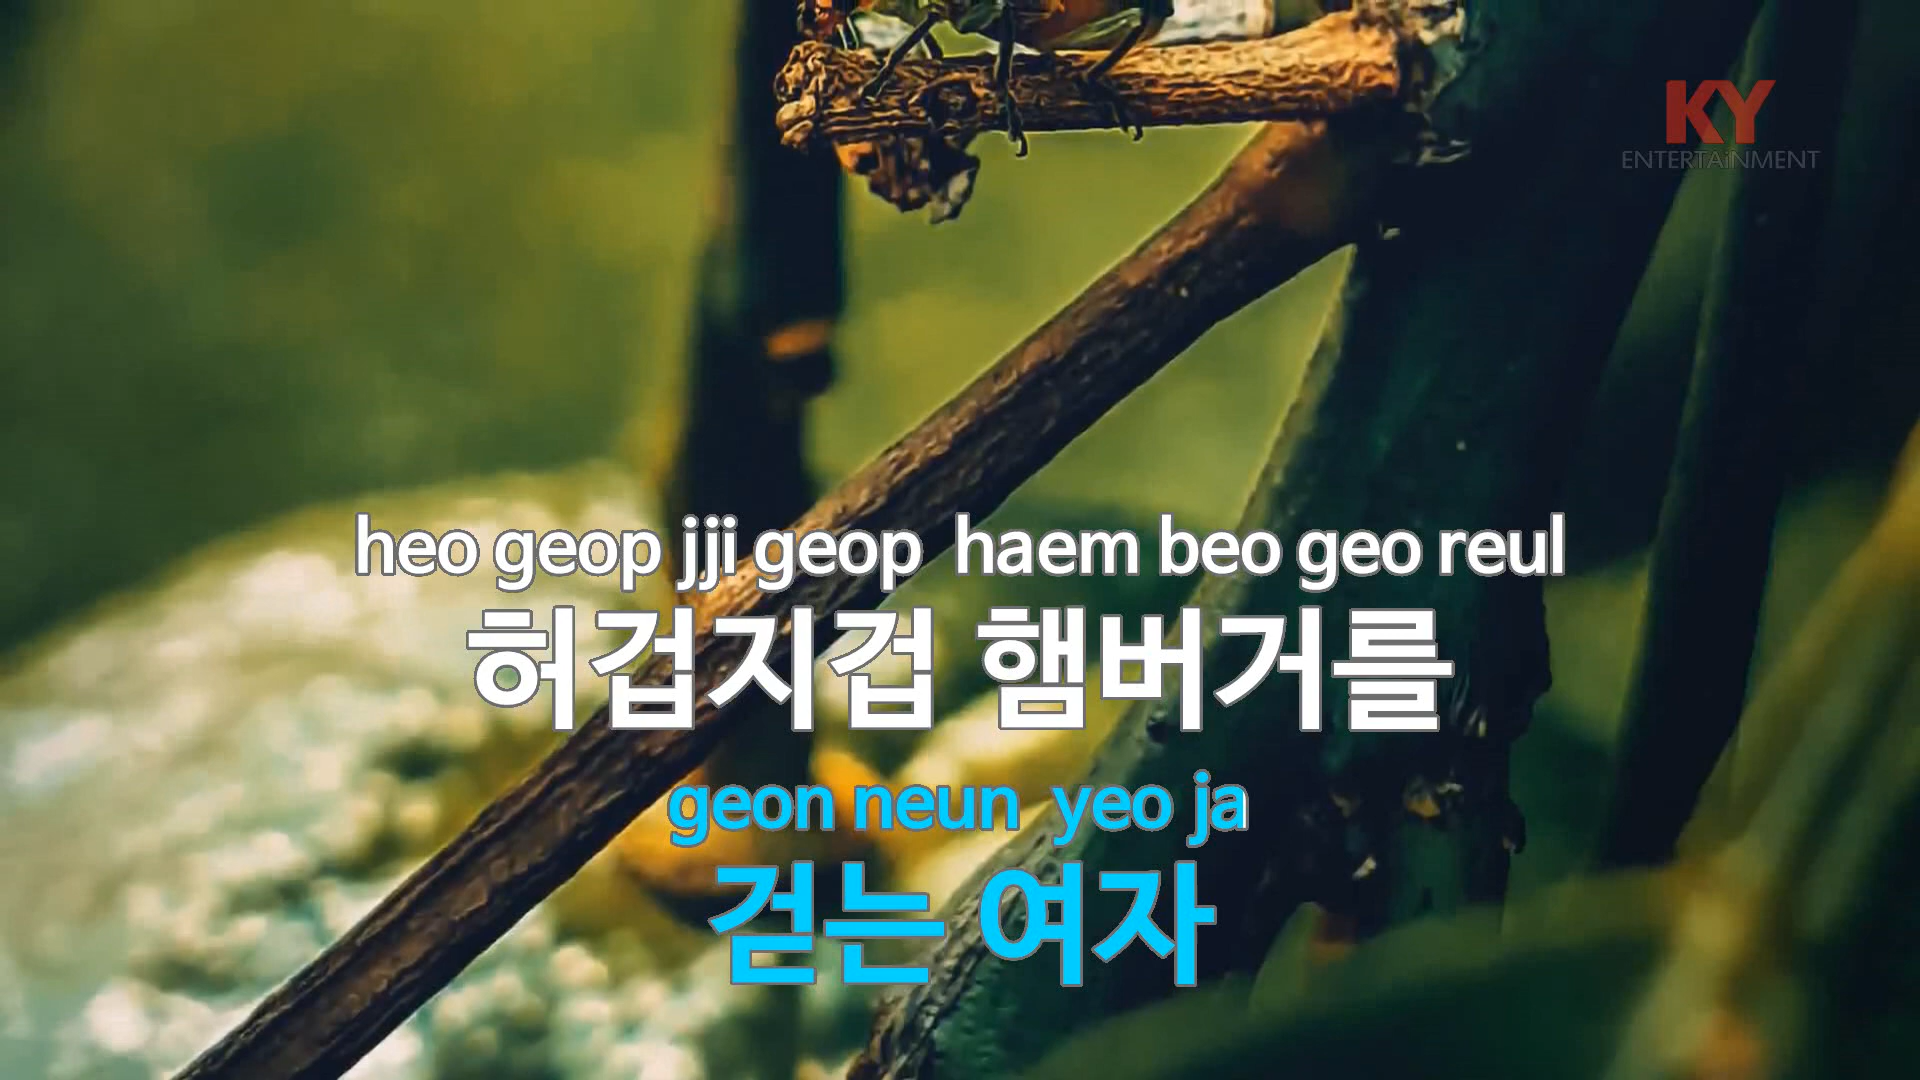 KY
ENTERTAiNMENT
heo geop jji geop haem beo geo reul
허겁지겁 햄버거를
geon neun yeo ja
걷는 여자